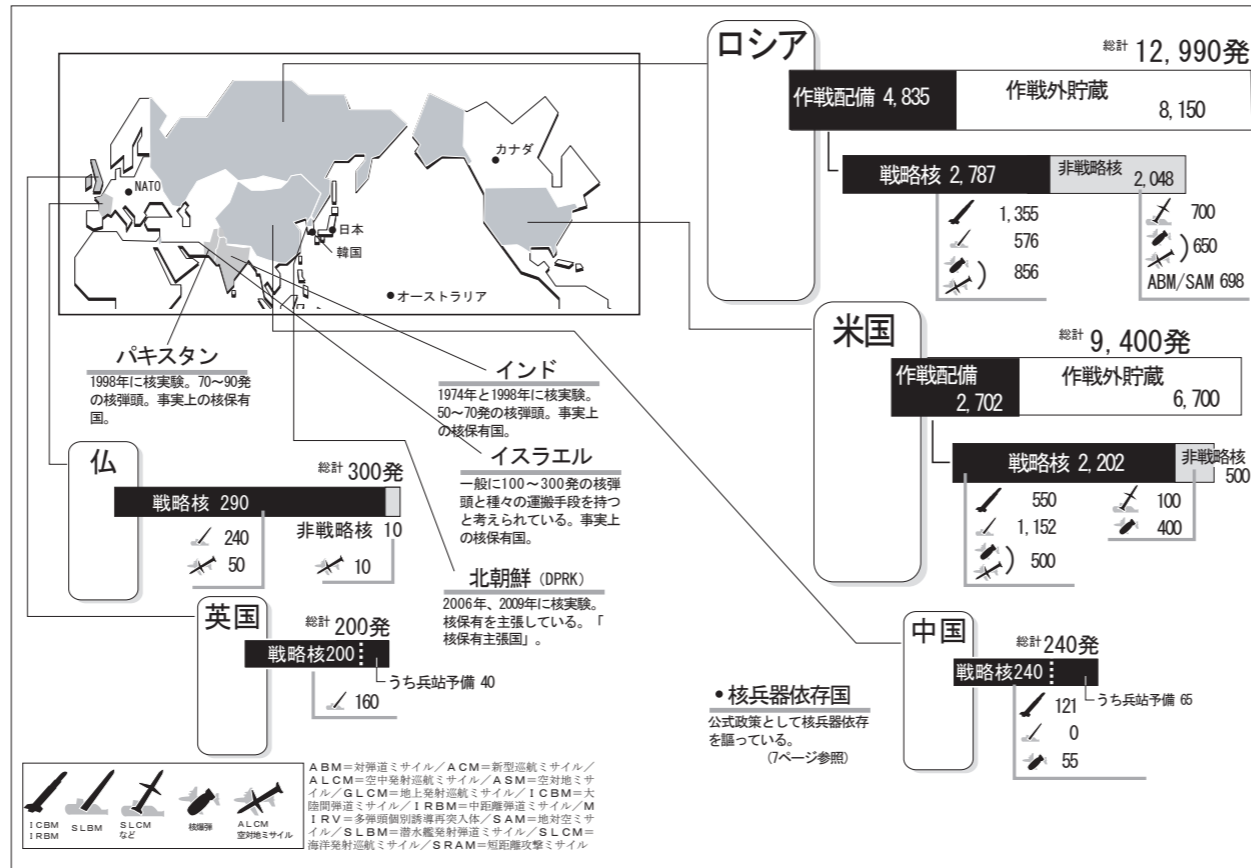 ロシア
総計 12,990発
作戦配備 4,835
作戦外貯蔵
8,150
戦略核 2,787
非戦略核
2,048
1,355
576
856
700
650
ABM/SAM 698
NATO
カナダ
日本
韓国
オーストラリア
米国
総計 9,400発
作戦配備
2,702
作戦外貯蔵
6,700
戦略核 2,202
非戦略核
500
550
1,152
500
100
400
パキスタン
1998年に核実験。70〜90発
の核弾頭。事実上の核保有
国。
インド
1974年と1998年に核実験。
50〜70発の核弾頭。事実上
の核保有国。
イスラエル
一般に100〜300発の核弾
頭と種々の運搬手段を持つ
と考えられている。事実上
の核保有国。
北朝鮮 (DPRK)
2006年、2009年に核実験。
核保有を主張している。「
核保有主張国」。
仏
総計 300発
戦略核 290
非戦略核 10
240
50
10
英国
総計 200発
戦略核200
うち兵站予備 40
160
中国
総計 240発
戦略核240
うち兵站予備 65
121
0
55
•核兵器依存国
公式政策として核兵器依存
を謳っている。
(7ページ参照)
ICBM
IRBM
SLBM
SLCM
など
核爆弾
ALCM
空対地ミサイル
ABM=対弾道ミサイル/ACM=新型巡航ミサイル/
ALCM=空中発射巡航ミサイル/ASM=空対地ミサ
イル/GLCM=地上発射巡航ミサイル/ICBM=大
陸間弾道ミサイル/IRBM=中距離弾道ミサイル/M
IRV=多弾頭個別誘導再突入体/SAM=地対空ミサ
イル/SLBM=潜水艦発射弾道ミサイル/SLCM=
海洋発射巡航ミサイル/SRAM=短距離攻撃ミサイル